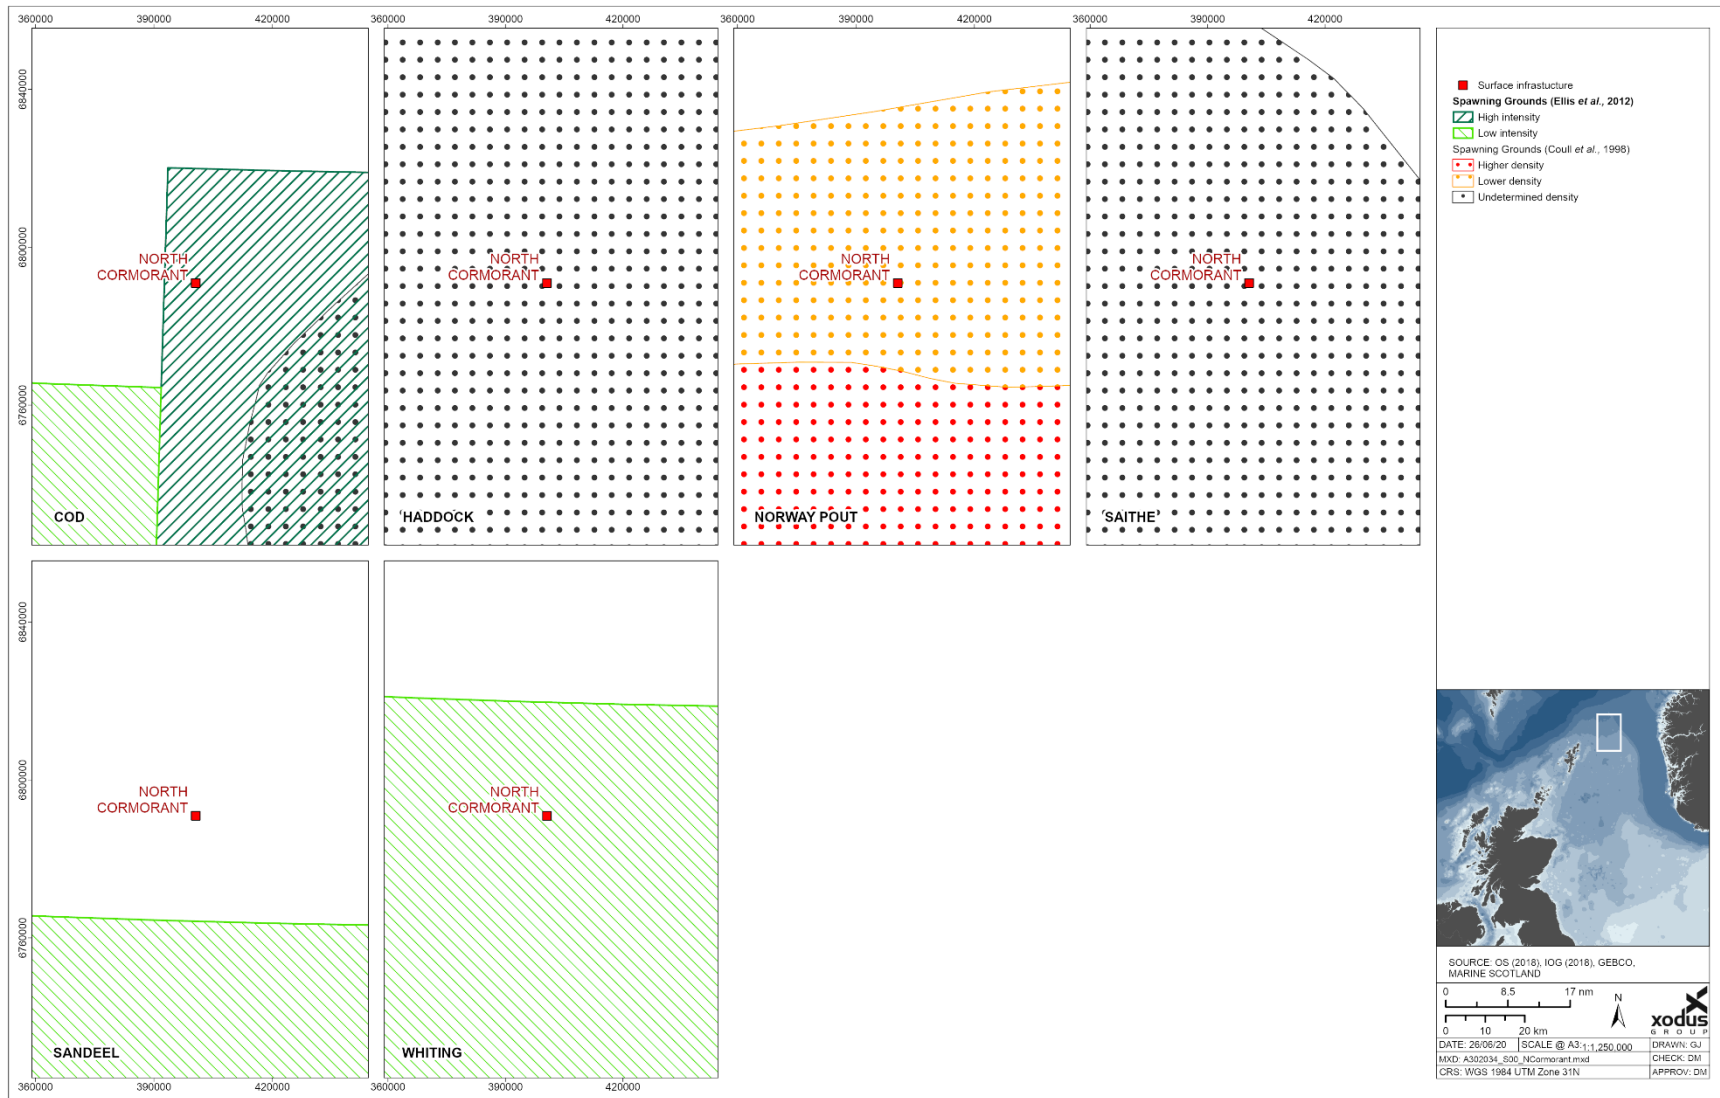 360000 390000 420000 360000 390000 420000 360000 390000 420000 360000 390000 420000
6840000
6800000
6760000
NORTH
CORMORANT
COD
NORTH
CORMORANT
HADDOCK
NORTH
CORMORANT
NORWAY POUT
NORTH
CORMORANT
SAITHE
6840000
6800000
6760000
NORTH
CORMORANT
SANDEEL
NORTH
CORMORANT
WHITING
360000 390000 420000 360000 390000 420000
Surface infrastucture
Spawning Grounds (Ellis et al., 2012)
High intensity
Low intensity
Spawning Grounds (Coull et al., 1998)
Higher density
Lower density
Undetermined density
SOURCE: OS (2018), IOG (2018), GEBCO,
MARINE SCOTLAND
0 8.5 17 nm
0 10 20 km
N
xodus
GROUP
DATE: 26/06/20 SCALE @ A3:1:1,250,000 DRAWN: GJ
MXD: A302034_S00_NCormorant.mxd CHECK: DM
CRS: WGS 1984 UTM Zone 31N APPROV: DM